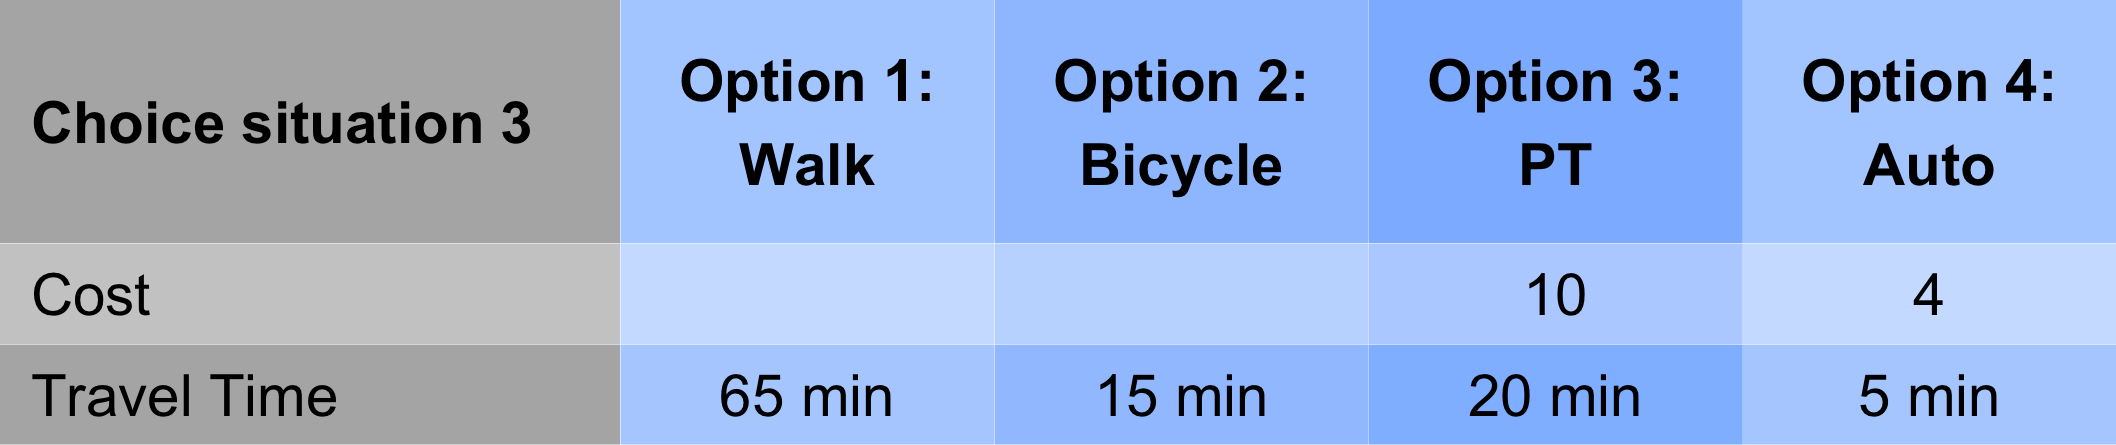 Choice situation 3
Option 1:
Walk
Option 2:
Bicycle
Option 3:
PT
Option 4:
Auto
Cost 10 4
Travel Time 65 min 15 min 20 min 5 min